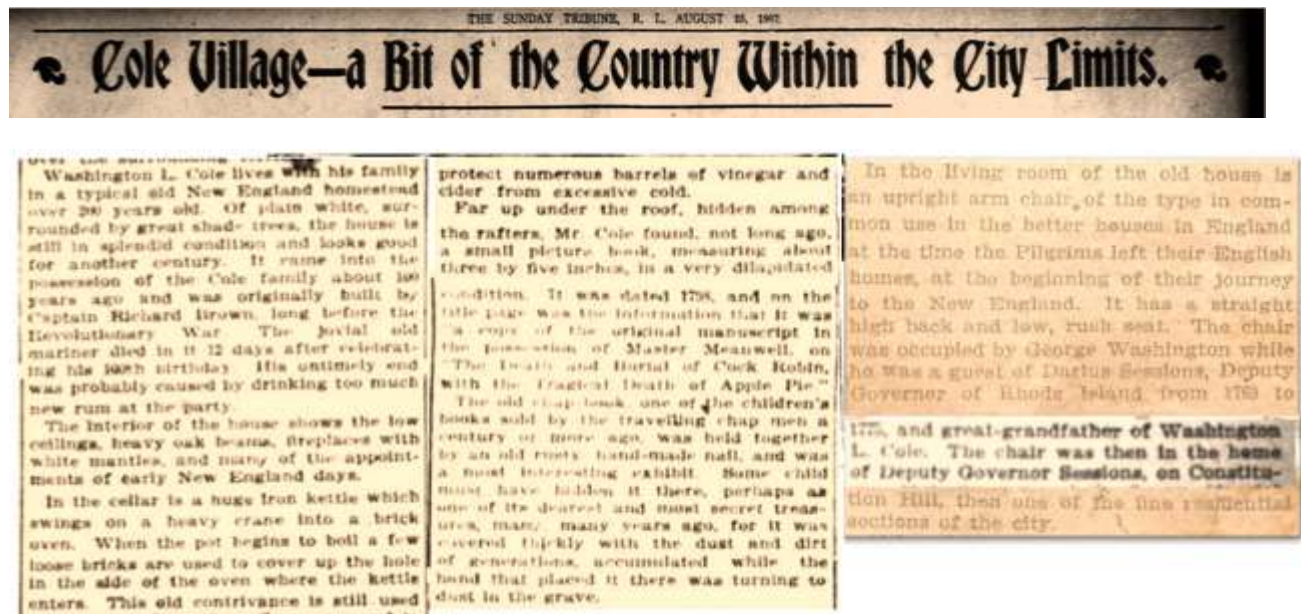 THE SUNDAY TRIBUNE, R. I., AUGUST 25,
Cole Village—a Bit of the Country Within the City Limits.
over the surrounding
Washington L. Cole lives with his family
in a typical old New England homestead
over 200 years old. Of plain white, sur-
rounded by great shade trees, the house is
still in splendid condition and looks good
for another century. It came into the
possession of the Cole family about 100
years ago and was originally built by
Captain Richard Brown, long before the
Revolutionary War. The jovial old
mariner died in it 12 days after celebrat-
ing his 100th birthday. His untimely end
was probably caused by drinking too much
new rum at the party.
The interior of the house shows the low
ceilings, heavy oak beams, fireplaces with
white mantles, and many of the appoint-
ments of early New England days.
In the cellar is a huge iron kettle which
swings on a heavy crane into a brick
oven. When the pot begins to boil a few
loose bricks are used to cover up the hole
in the side of the oven where the kettle
enters. This old contrivance is still used
protect numerous barrels of vinegar and
cider from excessive cold.
Far up under the roof, hidden among
the rafters, Mr. Cole found, not long ago,
a small picture book, measuring about
three by five inches, in a very dilapidated
condition. It was dated 1798, and on the
title page was the information that it was
"a copy of the original manuscript in
the possession of Master Meanwell, on
"The Death and Burial of Cock Robin,
with the Tragical Death of Apple Pie."
The old chap book, one of the children's
books sold by the travelling chap men a
century or more ago, was held together
by an old rusty hand-made nail, and was
a most interesting exhibit. Some child
must have hidden it there, perhaps as
one of its dearest and most secret treas-
ures, many, many years ago, for it was
covered thickly with the dust and dirt
of generations, accumulated while the
hand that placed it there was turning to
dust in the grave.
In the living room of the old house is
an upright arm chair, of the type in com-
mon use in the better houses in England
at the time the Pilgrims left their English
homes, at the beginning of their journey
to the New England. It has a straight
high back and low, rush seat. The chair
was occupied by George Washington while
he was a guest of Darius Sessions, Deputy
Governor of Rhode Island from 1769 to
1775, and great-grandfather of Washington
L. Cole. The chair was then in the home
of Deputy Governor Sessions, on Constitu-
tion Hill, then one of the fine residential
sections of the city.